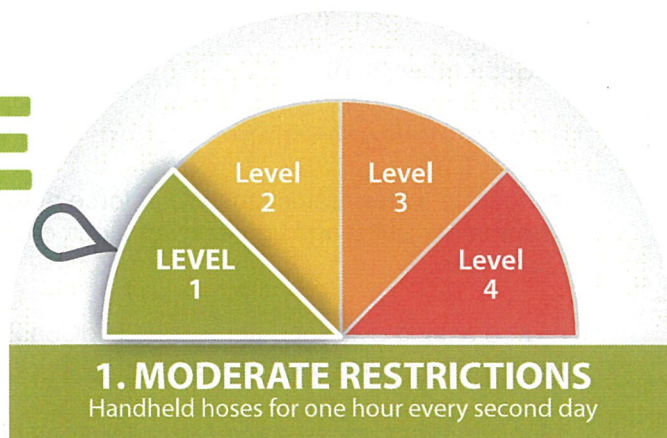 Level
2
Level
3
LEVEL
1
Level
4
1. MODERATE RESTRICTIONS
Handheld hoses for one hour every second day